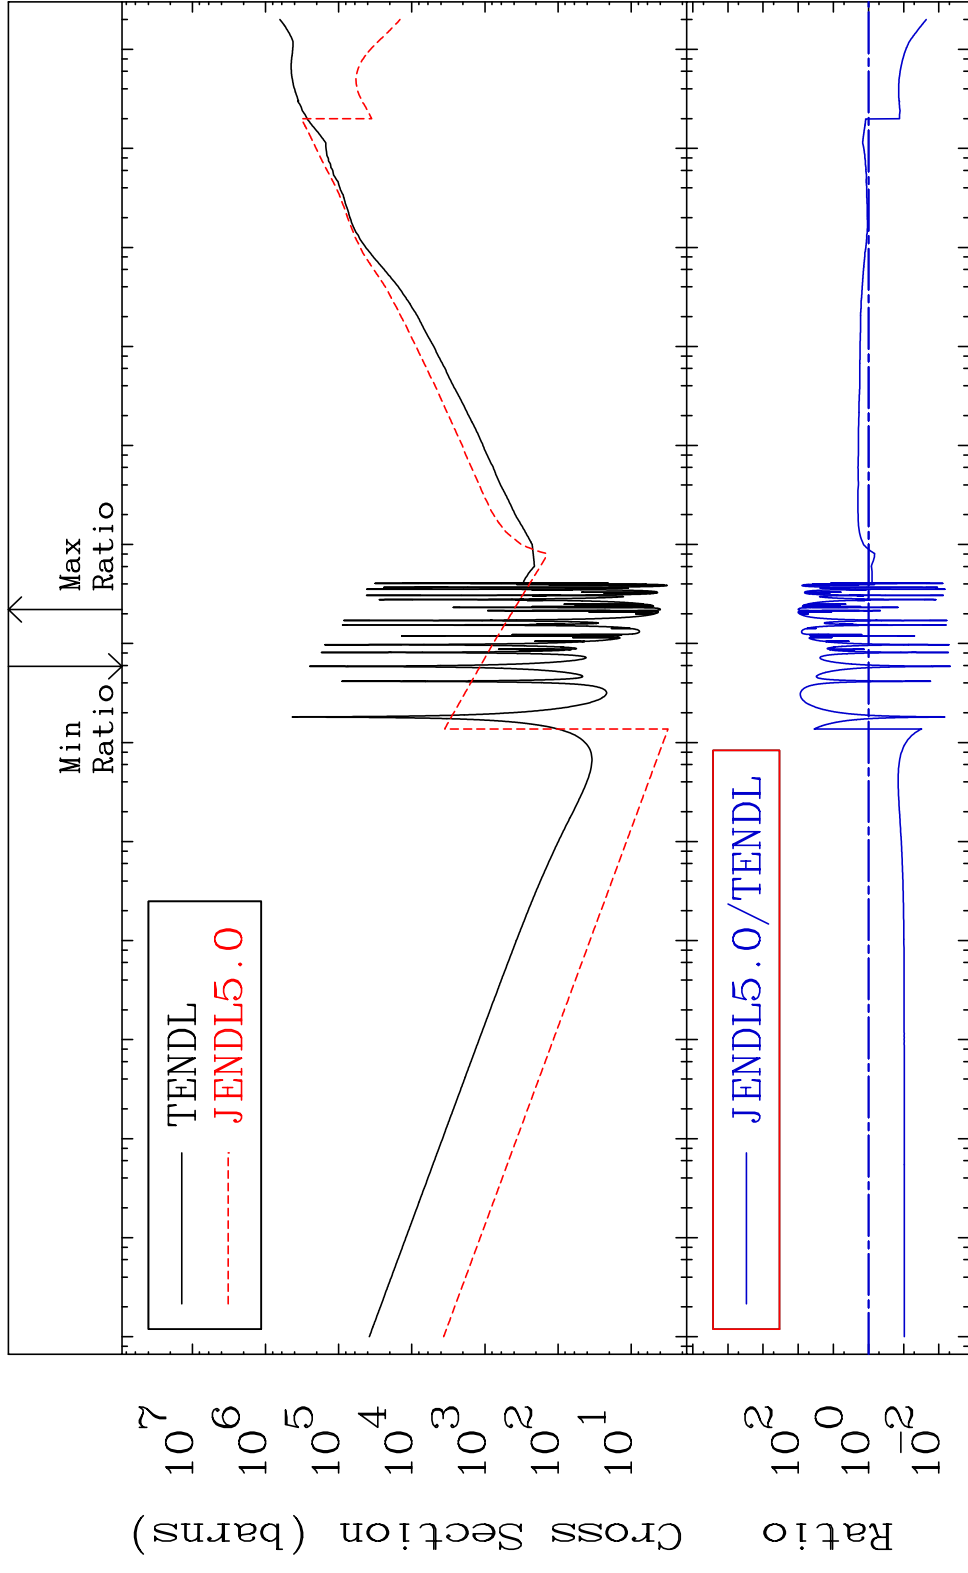 Min
Ratio
Max
Ratio
TENDL
JENDL5.0
10^7
10^6
10^5
10^4
10^3
10^2
10^1
Cross Section (barns)
JENDL5.0/TENDL
10^2
10^0
10^-2
Ratio